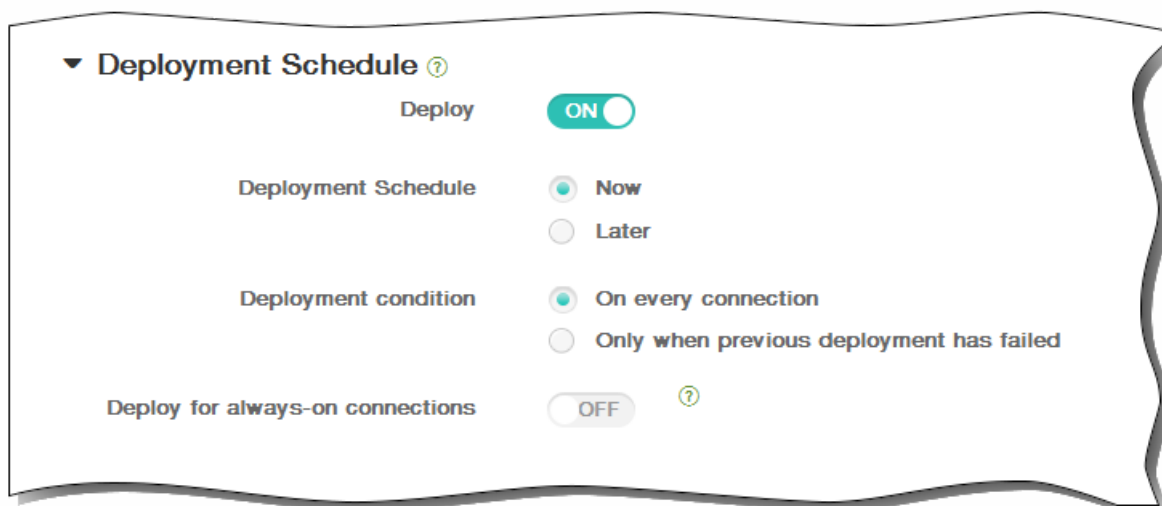 Deployment Schedule ?
Deploy ON
Deployment Schedule Now
Later
Deployment condition On every connection
Only when previous deployment has failed
Deploy for always-on connections OFF ?